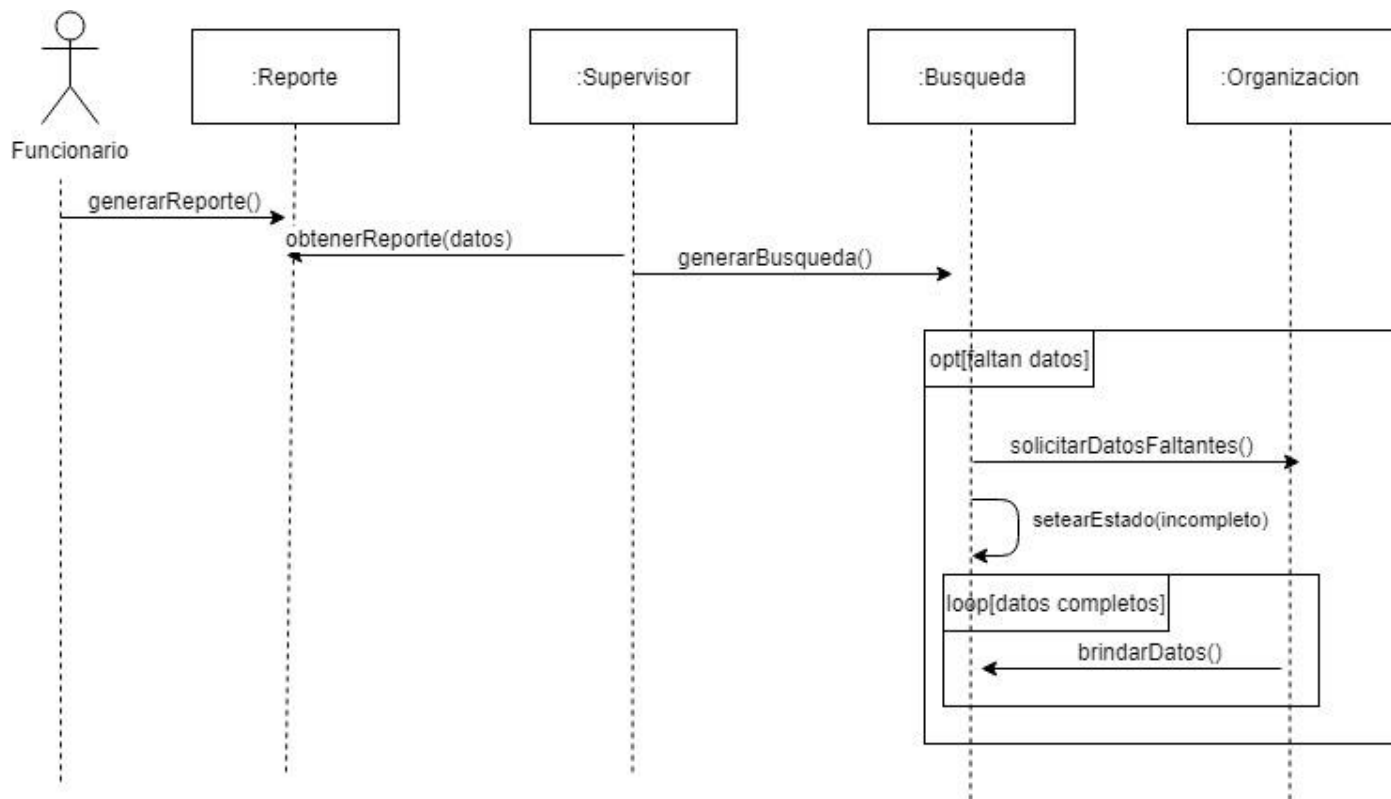 :Reporte
:Supervisor
:Busqueda
:Organizacion
Funcionario
generarReporte()
obtenerReporte(datos)
generarBusqueda()
opt[faltan datos]
solicitarDatosFaltantes()
setearEstado(incompleto)
loop[datos completos]
brindarDatos()